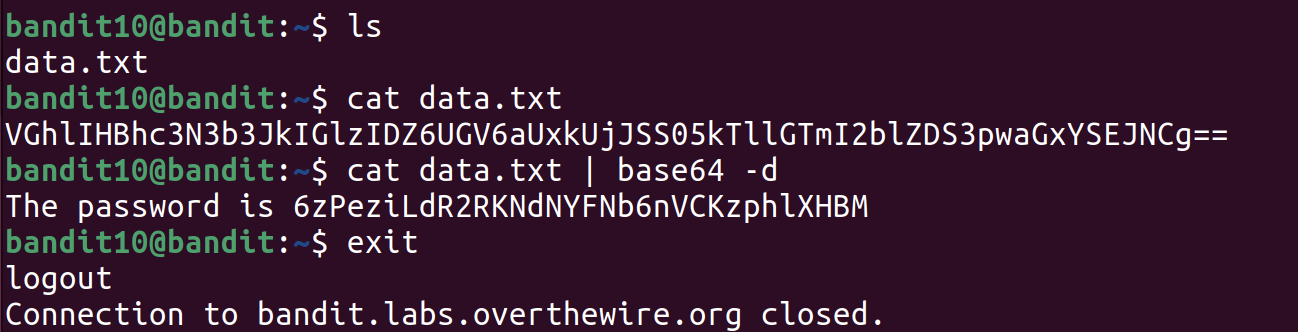 bandit10@bandit:~$ ls
data.txt
bandit10@bandit:~$ cat data.txt
VGhlIHBhc3N3b3JkIGlzIDZ6UGV6aUxkUjJSS05kTllGTmI2blZDS3pwaGxYSEJNCg==
bandit10@bandit:~$ cat data.txt | base64 -d
The password is 6zPeziLdR2RKNdNYFNb6nVCKzphlXHBM
bandit10@bandit:~$ exit
logout
Connection to bandit.labs.overthewire.org closed.